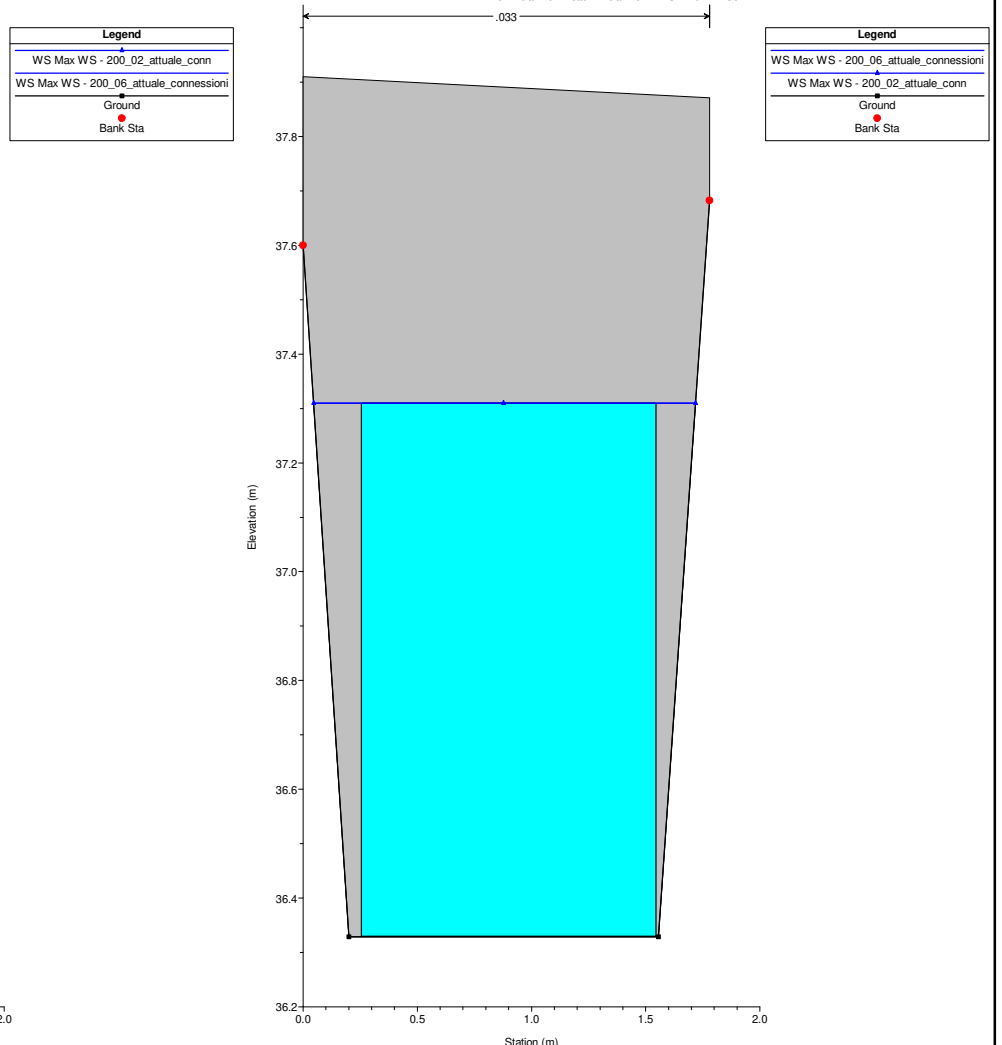 .033
Legend
WS Max WS - 200_02_attuale_conn
WS Max WS - 200_06_attuale_connessioni
Ground
Bank Sta
Legend
WS Max WS - 200_06_attuale_connessioni
WS Max WS - 200_02_attuale_conn
Ground
Bank Sta
37.8
37.6
37.4
37.2
37.0
36.8
36.6
36.4
36.2
Elevation (m)
2.0
0.0
0.5
1.0
1.5
2.0
Station (m)